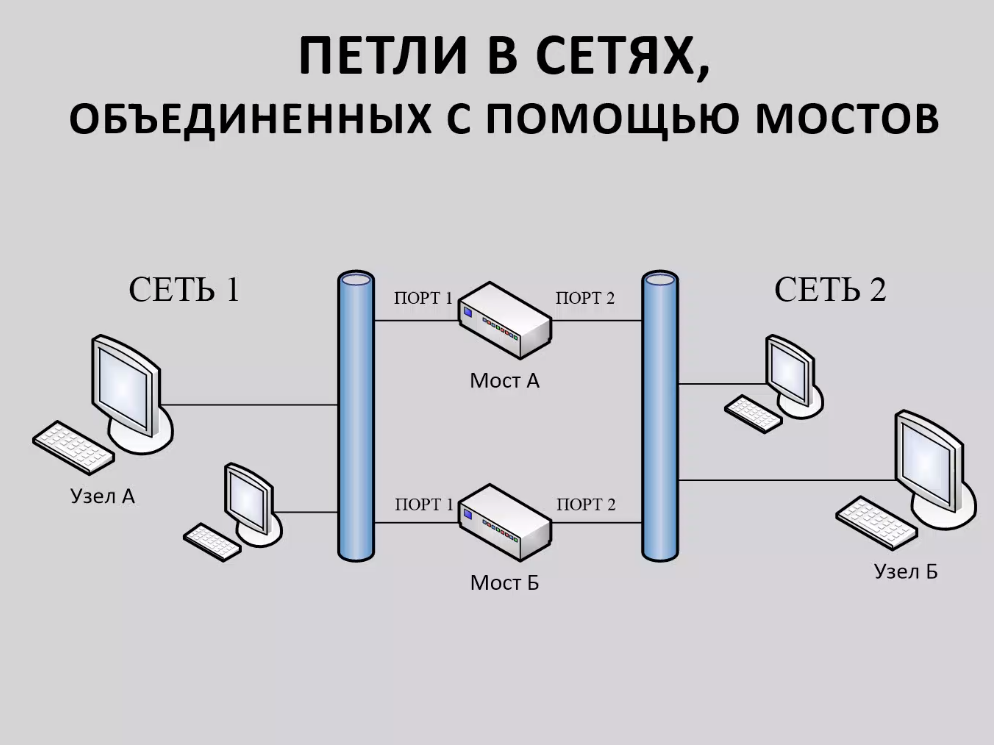 ПЕТЛИ В СЕТЯХ,
ОБЪЕДИНЕННЫХ С ПОМОЩЬЮ МОСТОВ
СЕТЬ 1
СЕТЬ 2
ПОРТ 1
ПОРТ 2
Мост А
Узел А
ПОРТ 1
ПОРТ 2
Мост Б
Узел Б